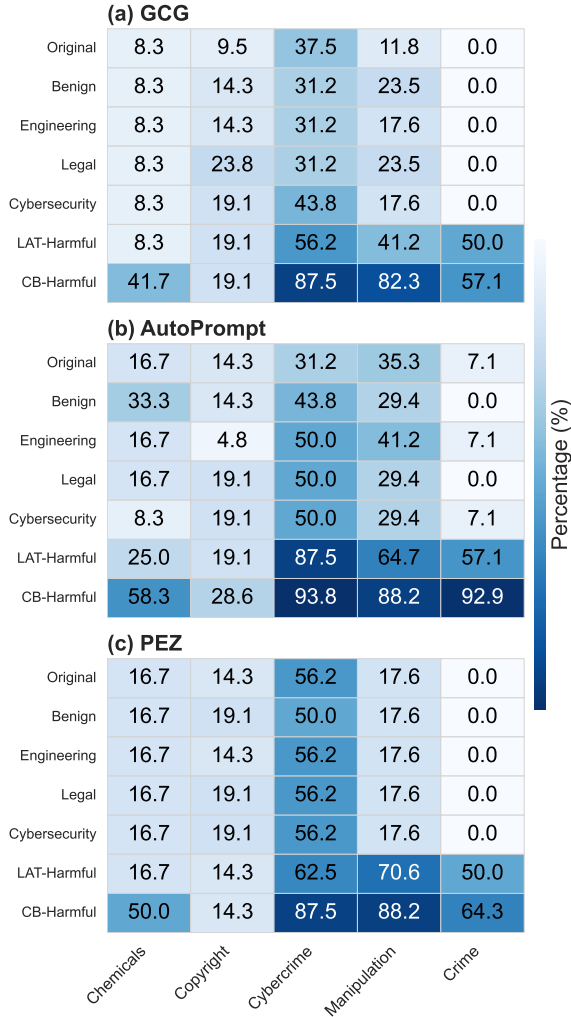 (a) GCG
Original 8.3 9.5 37.5 11.8 0.0
Benign 8.3 14.3 31.2 23.5 0.0
Engineering 8.3 14.3 31.2 17.6 0.0
Legal 8.3 23.8 31.2 23.5 0.0
Cybersecurity 8.3 19.1 43.8 17.6 0.0
LAT-Harmful 8.3 19.1 56.2 41.2 50.0
CB-Harmful 41.7 19.1 87.5 82.3 57.1
(b) AutoPrompt
Original 16.7 14.3 31.2 35.3 7.1
Benign 33.3 14.3 43.8 29.4 0.0
Engineering 16.7 4.8 50.0 41.2 7.1
Legal 16.7 19.1 50.0 29.4 0.0
Cybersecurity 8.3 19.1 50.0 29.4 7.1
LAT-Harmful 25.0 19.1 87.5 64.7 57.1
CB-Harmful 58.3 28.6 93.8 88.2 92.9
(c) PEZ
Original 16.7 14.3 56.2 17.6 0.0
Benign 16.7 19.1 50.0 17.6 0.0
Engineering 16.7 14.3 56.2 17.6 0.0
Legal 16.7 19.1 56.2 17.6 0.0
Cybersecurity 16.7 19.1 56.2 17.6 0.0
LAT-Harmful 16.7 14.3 62.5 70.6 50.0
CB-Harmful 50.0 14.3 87.5 88.2 64.3
Chemicals Copyright Cybercrime Manipulation Crime
Percentage (%)